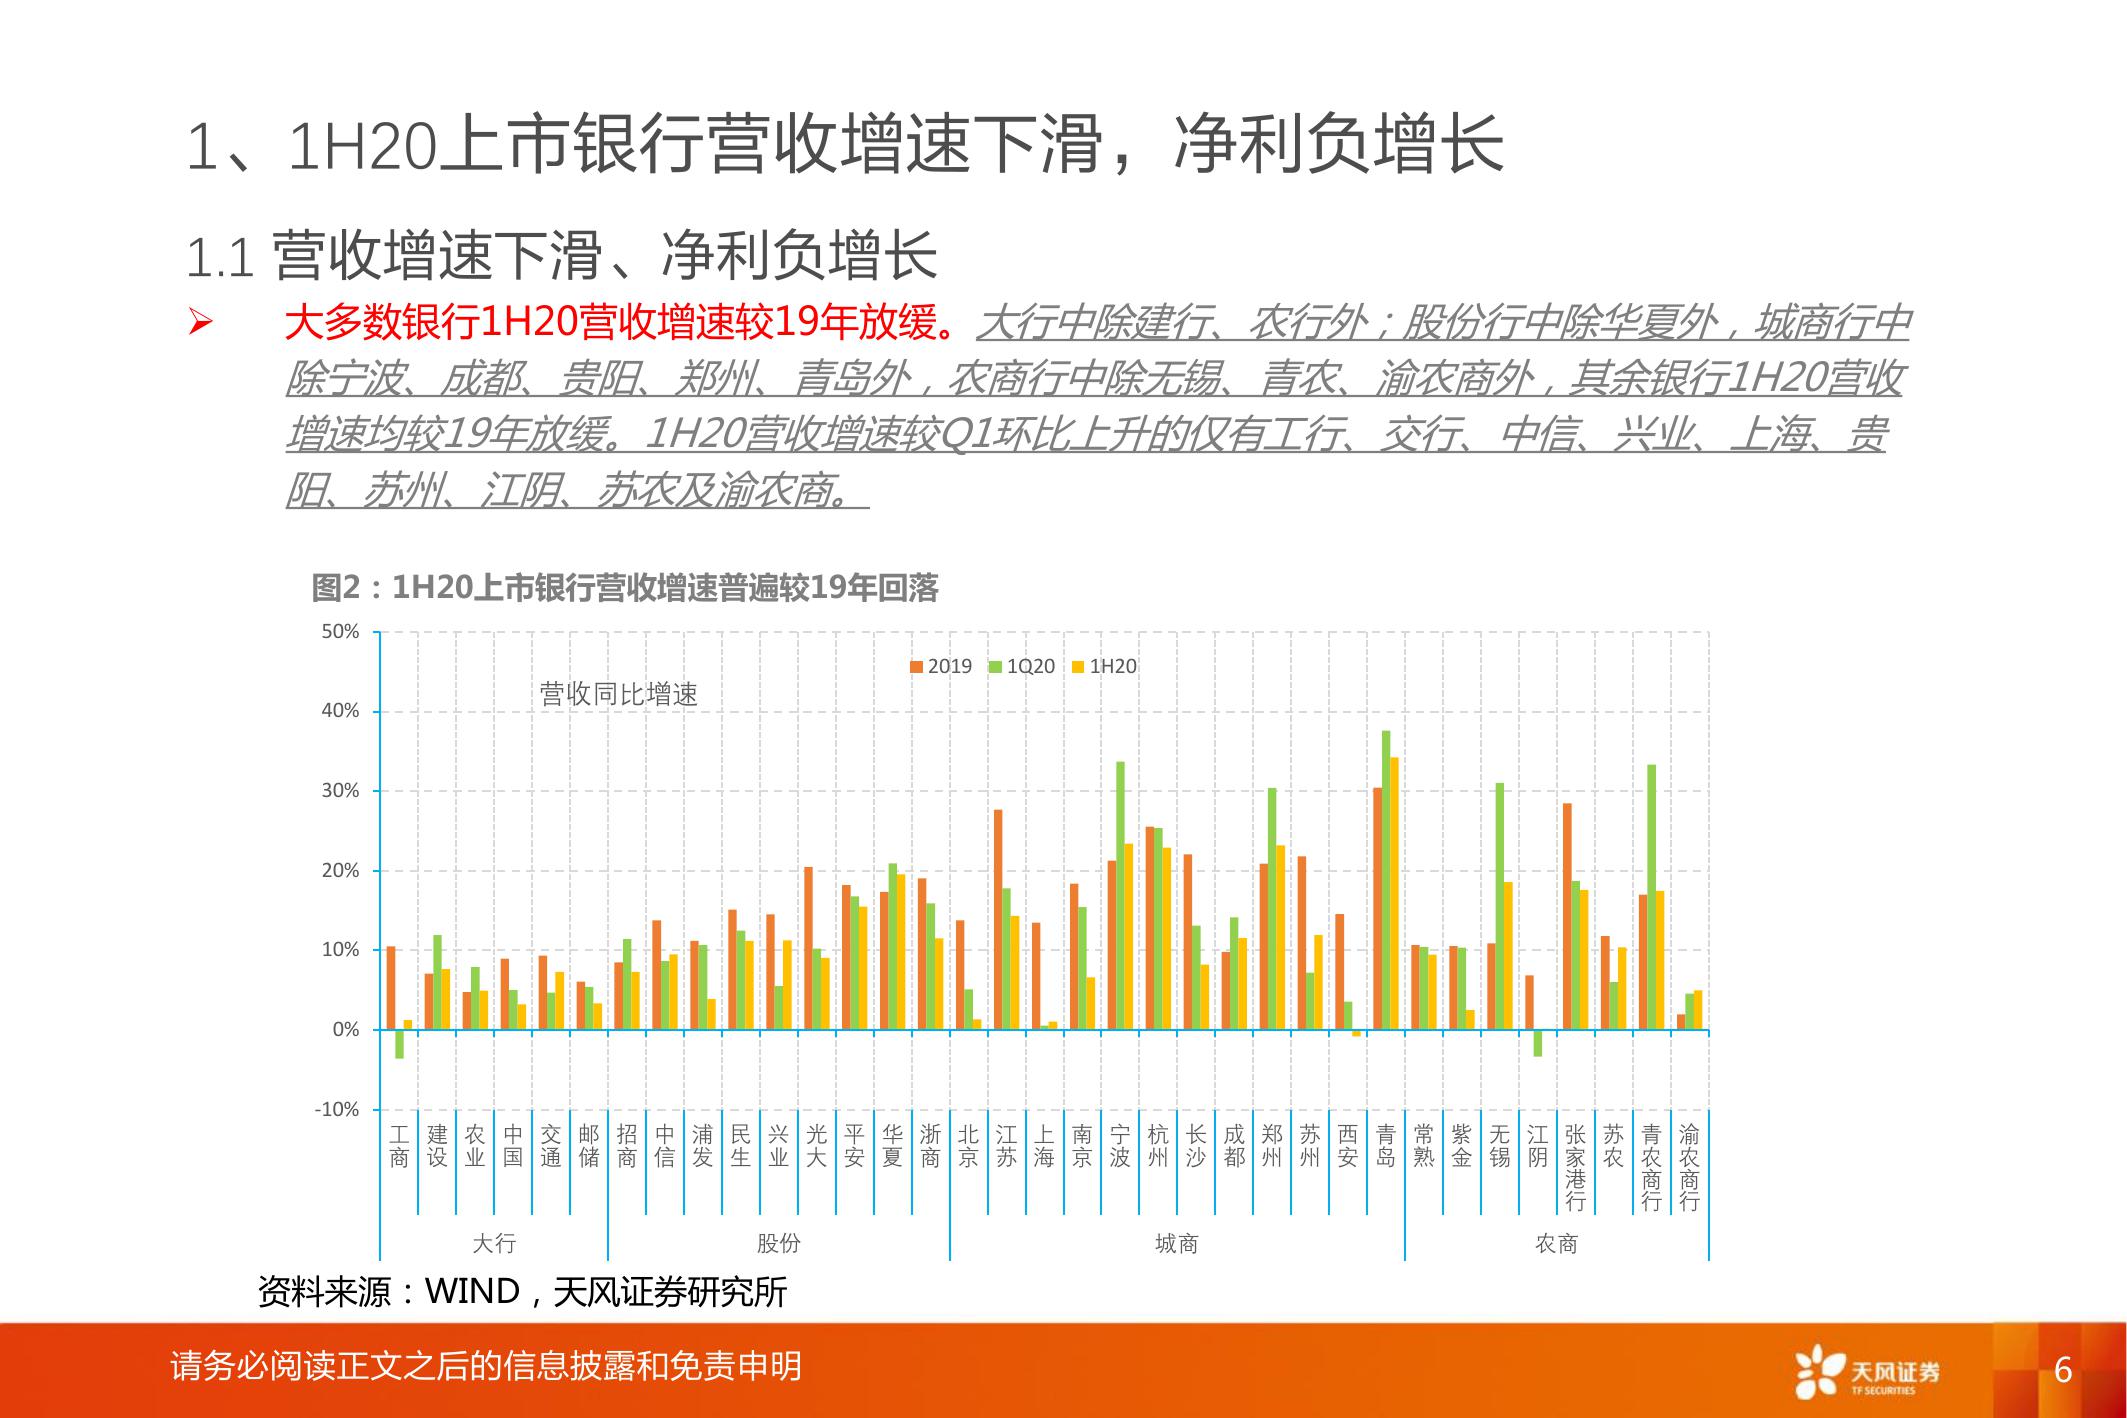 1、1H20上市银行营收增速下滑，净利负增长
1.1 营收增速下滑、净利负增长
大多数银行1H20营收增速较19年放缓。大行中除建行、农行外；股份行中除华夏外，城商行中
除宁波、成都、贵阳、郑州、青岛外，农商行中除无锡、青农、渝农商外，其余银行1H20营收
增速均较19年放缓。1H20营收增速较Q1环比上升的仅有工行、交行、中信、兴业、上海、贵
阳、苏州、江阴、苏农及渝农商。
图2：1H20上市银行营收增速普遍较19年回落
50%
2019 1Q20 1H20
营收同比增速
40%
30%
20%
10%
0%
-10%
工商 建设 农业 中国 交通 邮储 招商 中信 浦发 民生 兴业 光大 平安 华夏 浙商 北京 江苏 上海 南京 宁波 杭州 长沙 成都 郑州 苏州 西安 青岛 常熟 紫金 无锡 江阴 张家港行 苏农 青农商行 渝农商行
大行 股份 城商 农商
资料来源：WIND，天风证券研究所
请务必阅读正文之后的信息披露和免责申明
天风证券
TF SECURITIES
6